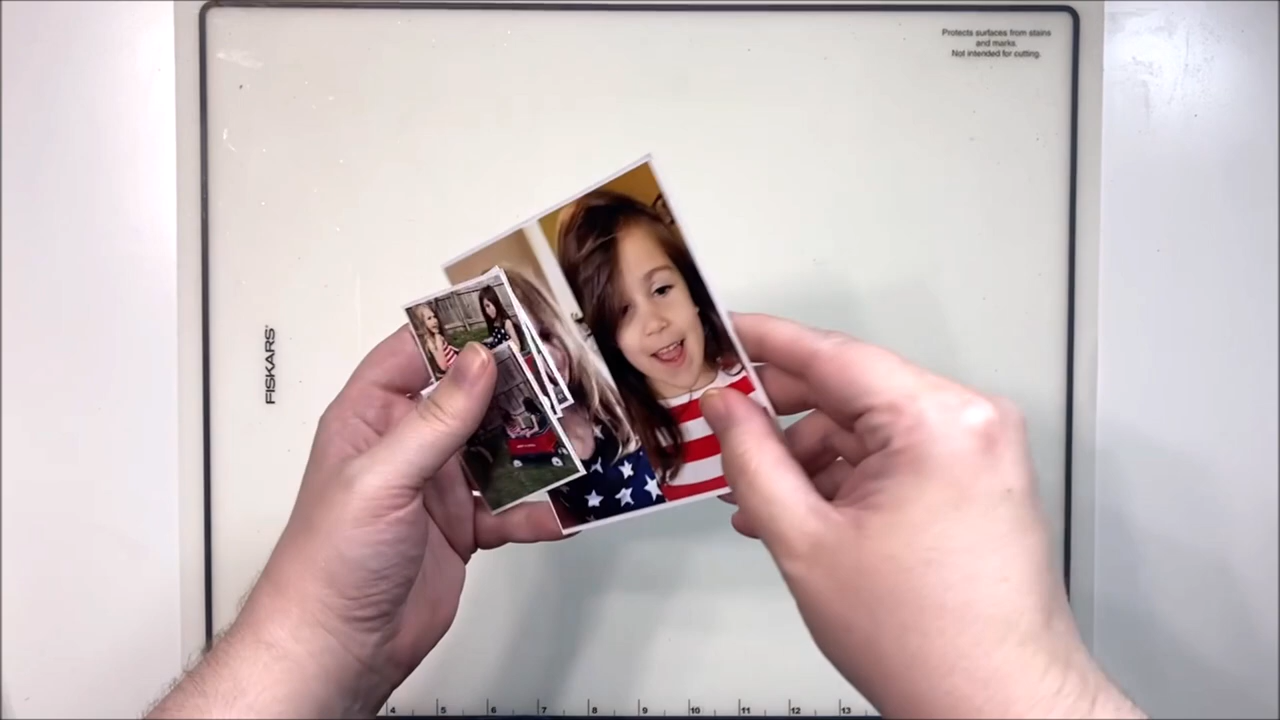 Protects surfaces from stains
and marks.
Not intended for cutting.
FISKARS
4 5 6 7 8 9 10 11 12 13